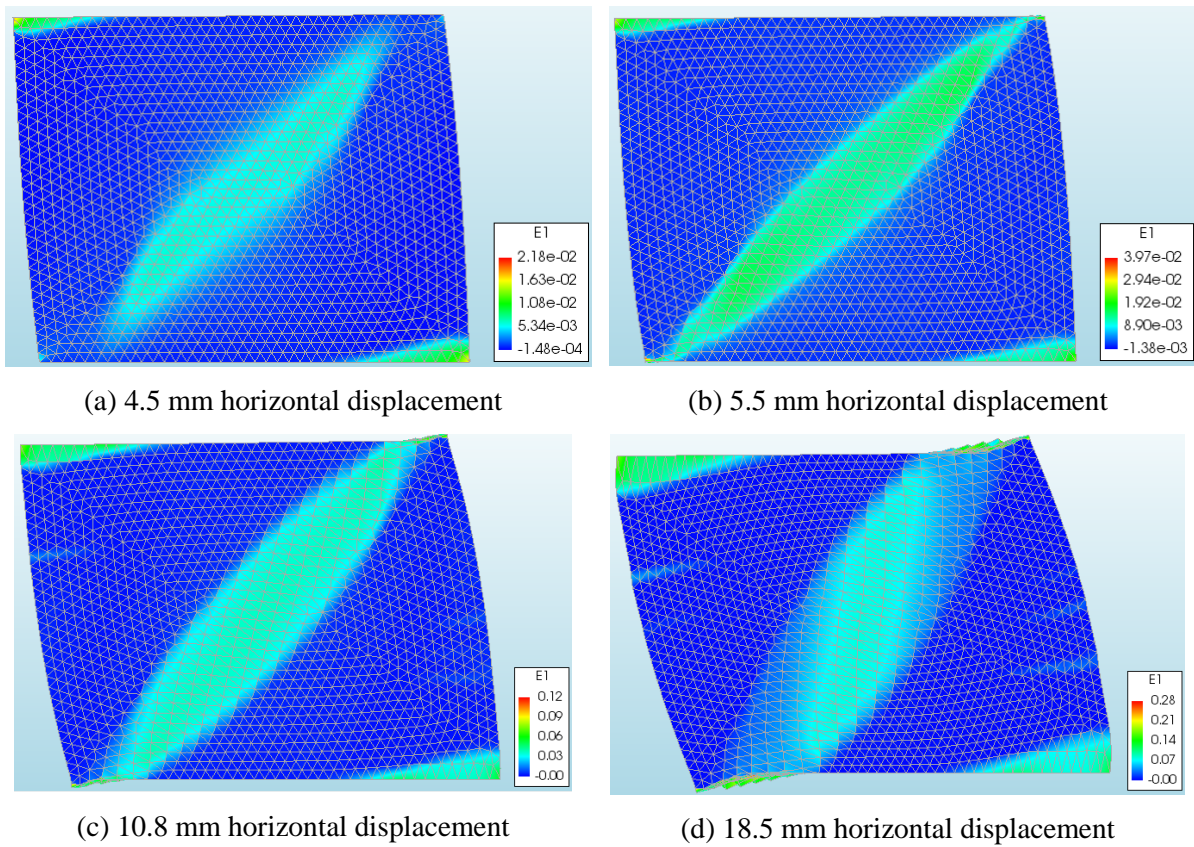 E1
2.18e-02
1.63e-02
1.08e-02
5.34e-03
-1.48e-04
(a) 4.5 mm horizontal displacement
E1
3.97e-02
2.94e-02
1.92e-02
8.90e-03
-1.38e-03
(b) 5.5 mm horizontal displacement
E1
0.12
0.09
0.06
0.03
-0.00
(c) 10.8 mm horizontal displacement
E1
0.28
0.21
0.14
0.07
-0.00
(d) 18.5 mm horizontal displacement